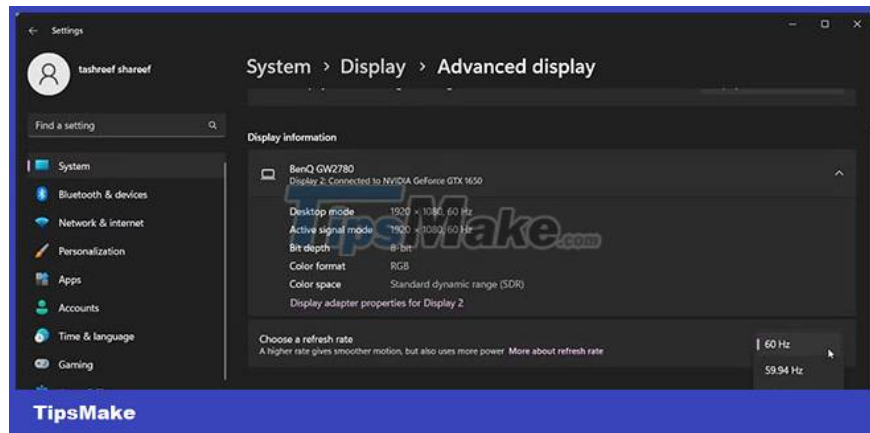 Settings
tashreef shareef
System > Display > Advanced display
Find a setting
Display information
System
Bluetooth & devices
Network & internet
Personalization
Apps
Accounts
Time & language
Gaming
BenQ GW2780
Display 2: Connected to NVIDIA GeForce GTX 1650
Desktop mode 1920 × 1080, 60 Hz
Active signal mode 1920 × 1080, 60 Hz
Bit depth 8-bit
Color format RGB
Color space Standard dynamic range (SDR)
Display adapter properties for Display 2
TipsMake.com
Choose a refresh rate
A higher rate gives smoother motion, but also uses more power More about refresh rate
60 Hz
59.94 Hz
TipsMake